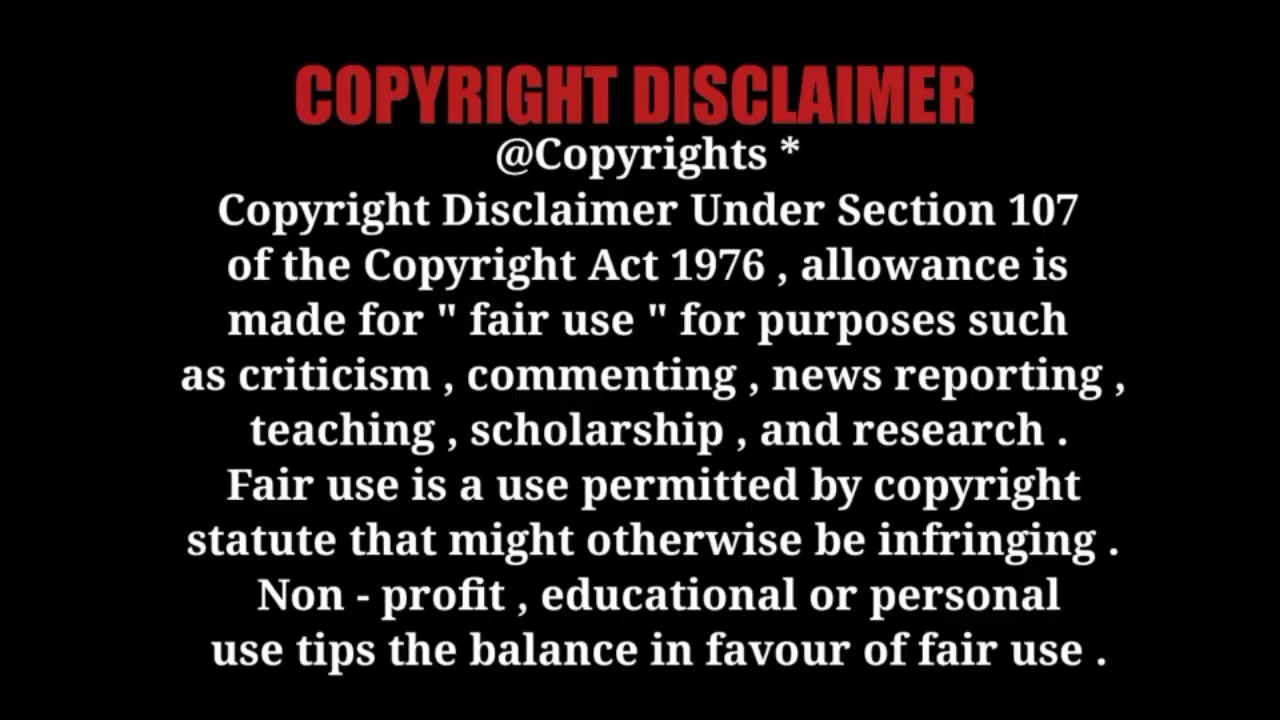 COPYRIGHT DISCLAIMER
@Copyrights *
Copyright Disclaimer Under Section 107
of the Copyright Act 1976 , allowance is
made for " fair use " for purposes such
as criticism , commenting , news reporting ,
teaching , scholarship , and research .
Fair use is a use permitted by copyright
statute that might otherwise be infringing .
Non - profit , educational or personal
use tips the balance in favour of fair use .